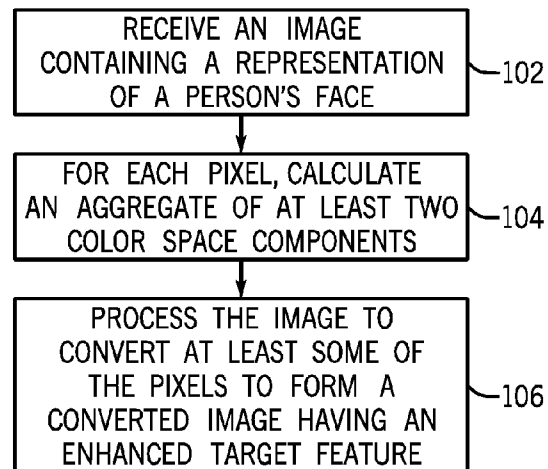 RECEIVE AN IMAGE
CONTAINING A REPRESENTATION
OF A PERSON'S FACE
102
FOR EACH PIXEL, CALCULATE
AN AGGREGATE OF AT LEAST TWO
COLOR SPACE COMPONENTS
104
PROCESS THE IMAGE TO
CONVERT AT LEAST SOME OF
THE PIXELS TO FORM A
CONVERTED IMAGE HAVING AN
ENHANCED TARGET FEATURE
106